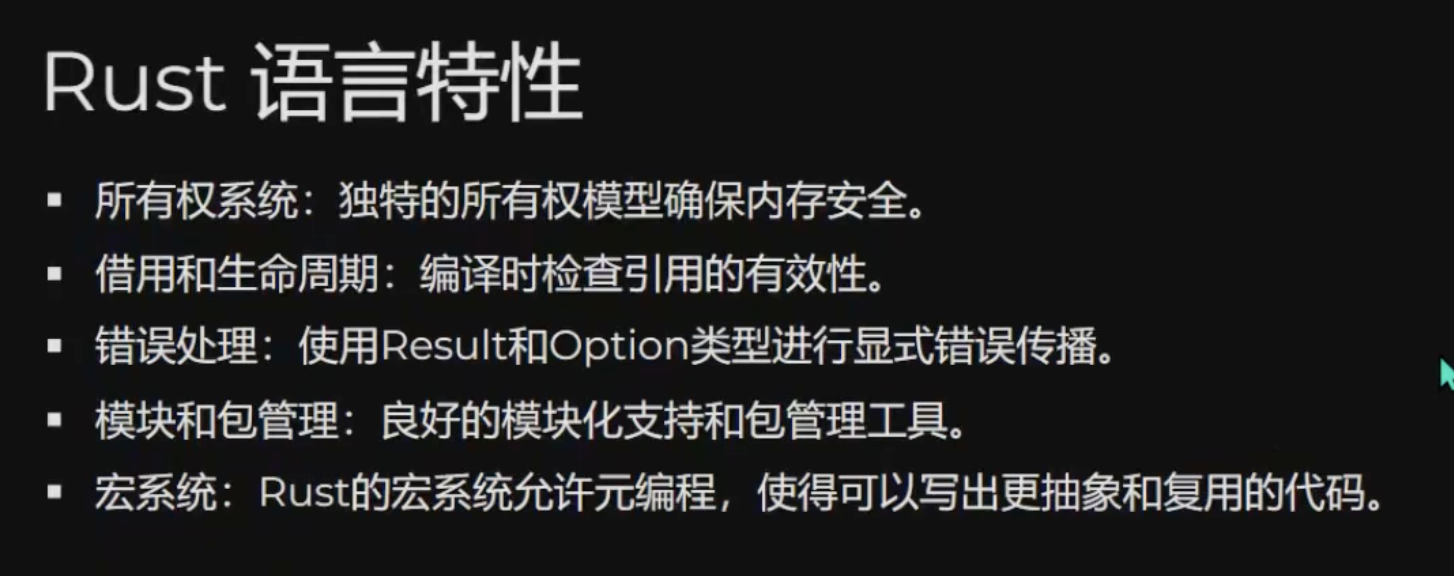 Rust 语言特性
▪ 所有权系统：独特的所有权模型确保内存安全。
▪ 借用和生命周期：编译时检查引用的有效性。
▪ 错误处理：使用Result和Option类型进行显式错误传播。
▪ 模块和包管理：良好的模块化支持和包管理工具。
▪ 宏系统：Rust的宏系统允许元编程，使得可以写出更抽象和复用的代码。